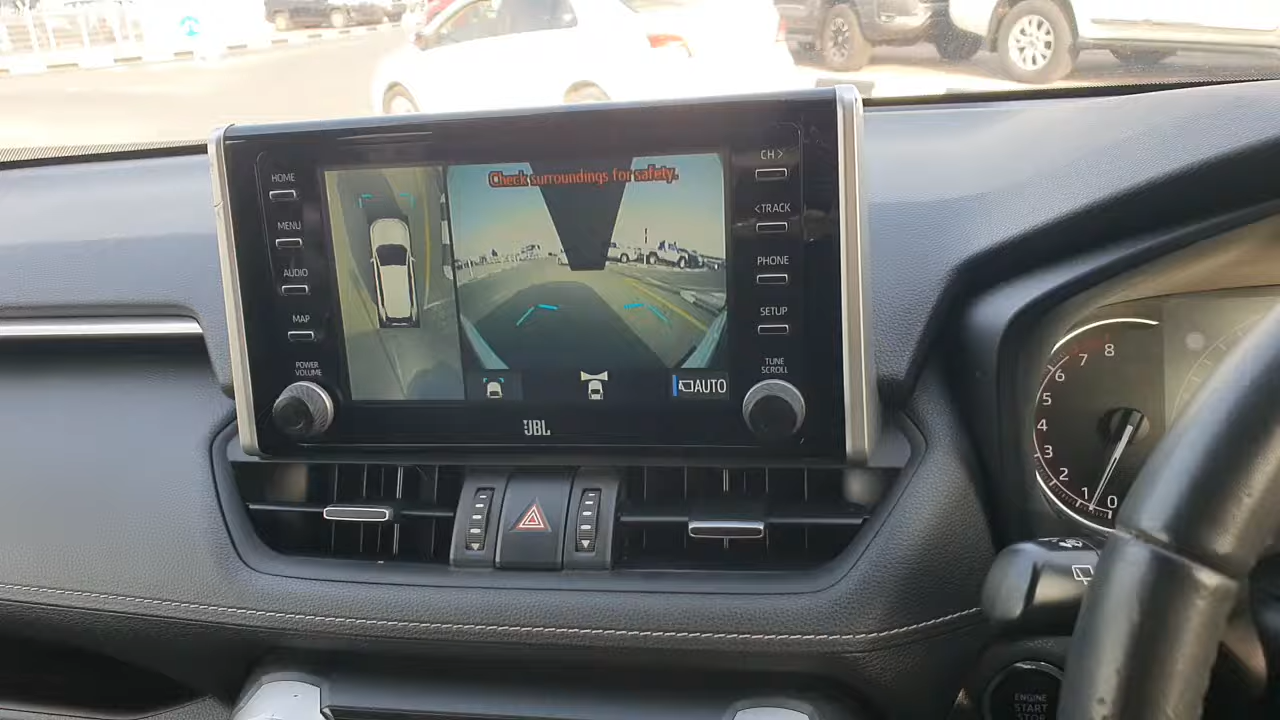 Check surroundings for safety.
HOME
MENU
AUDIO
MAP
POWER
VOLUME
CH >
< TRACK
PHONE
SETUP
TUNE
SCROLL
AUTO
JBL
8
7
6
5
4
3
2
1
0
ENGINE
START
STOP